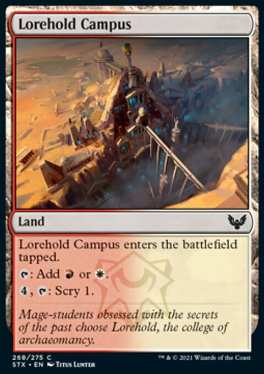 Lorehold Campus
Land
Lorehold Campus enters the battlefield
tapped.
: Add or .
4, : Scry 1.
Mage-students obsessed with the secrets
of the past choose Lorehold, the college of
archaeomancy.
268/275 C
STX • EN Titus Lunter
™ & © 2021 Wizards of the Coast